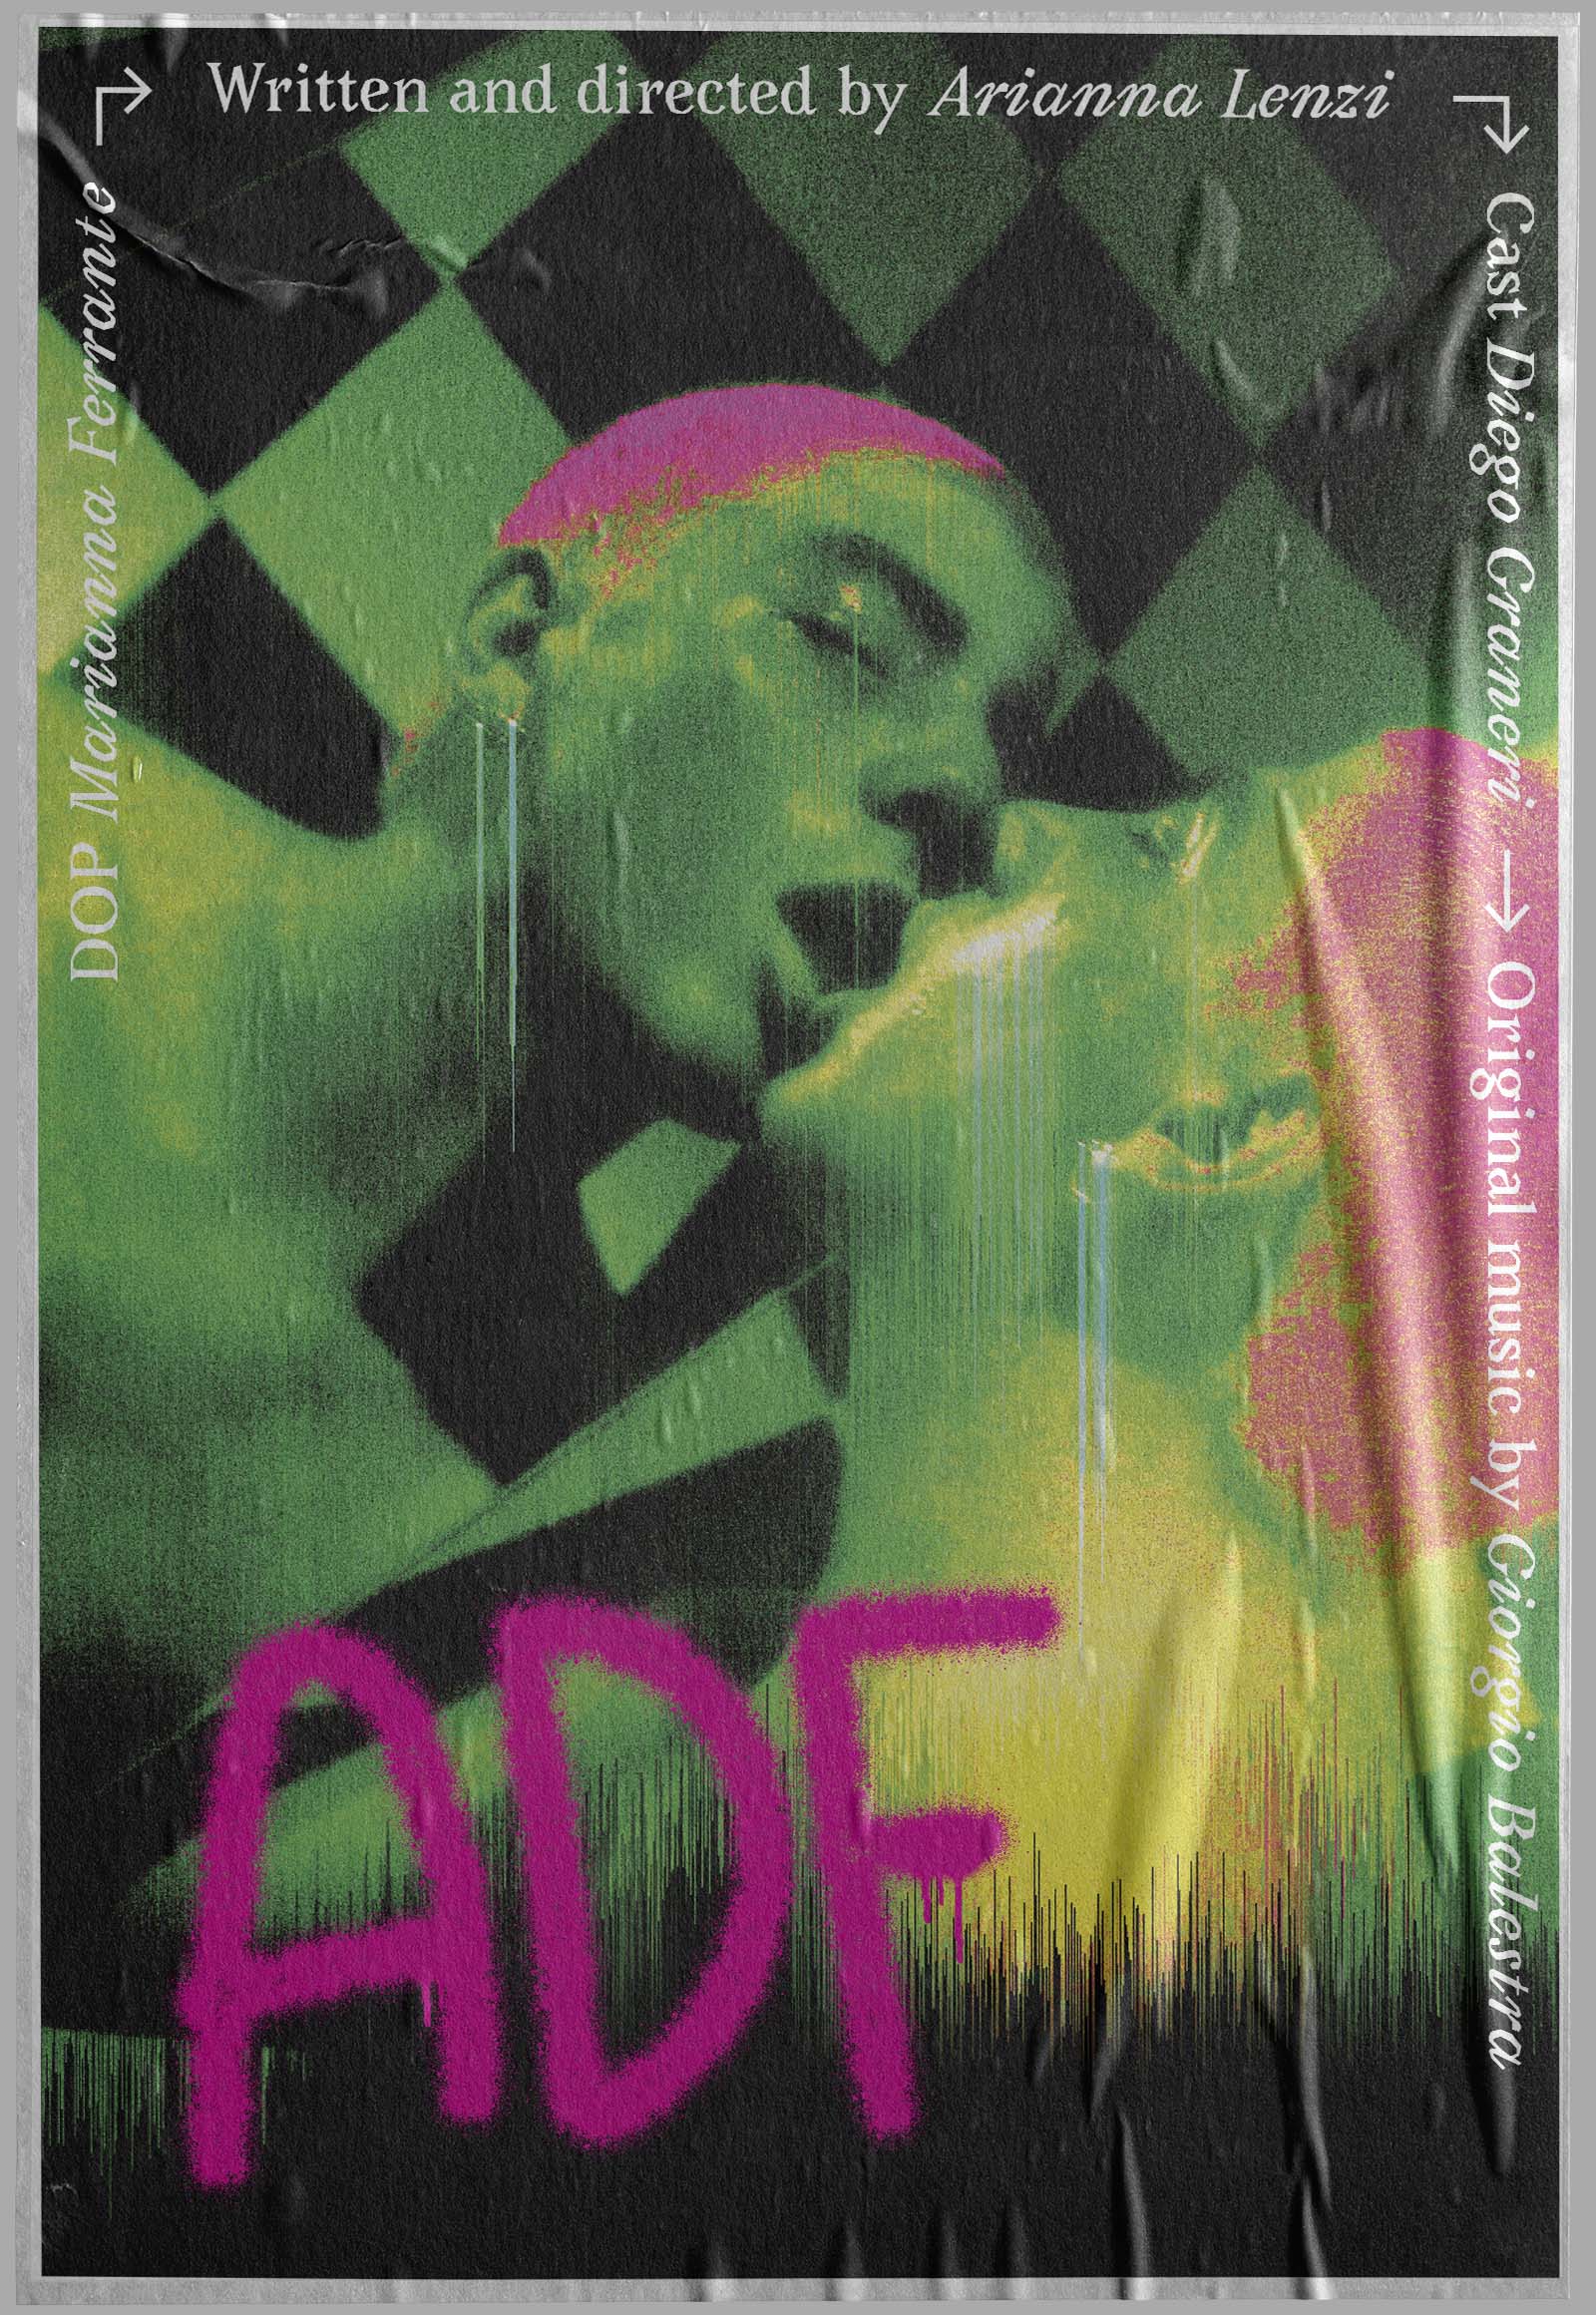 DOP Marianna Ferrante
Written and directed by Arianna Lenzi
Cast Diego Grameri → Original music by Giorgio Balestra
ADF